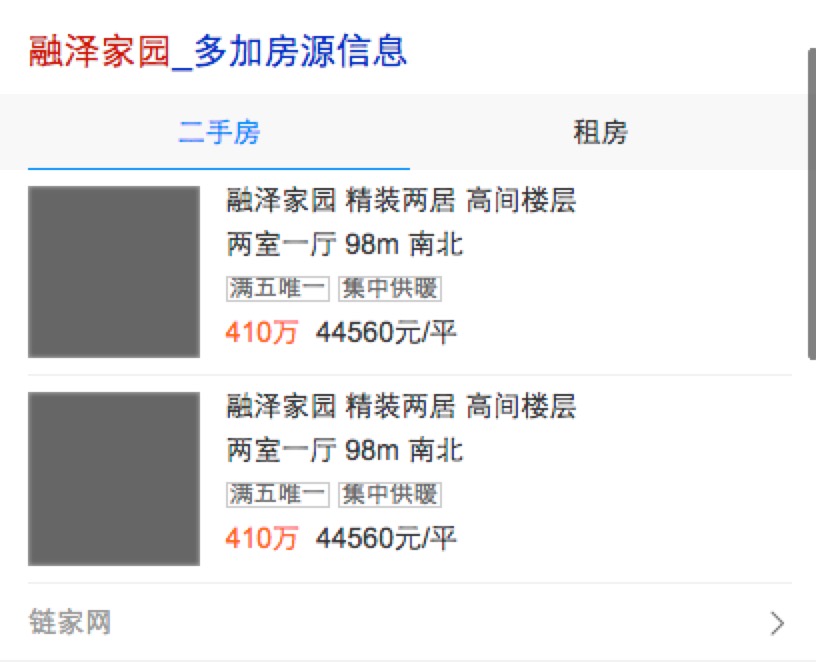 融泽家园_多加房源信息
二手房 租房
融泽家园 精装两居 高间楼层
两室一厅 98m 南北
满五唯一 集中供暖
410万 44560元/平
融泽家园 精装两居 高间楼层
两室一厅 98m 南北
满五唯一 集中供暖
410万 44560元/平
链家网